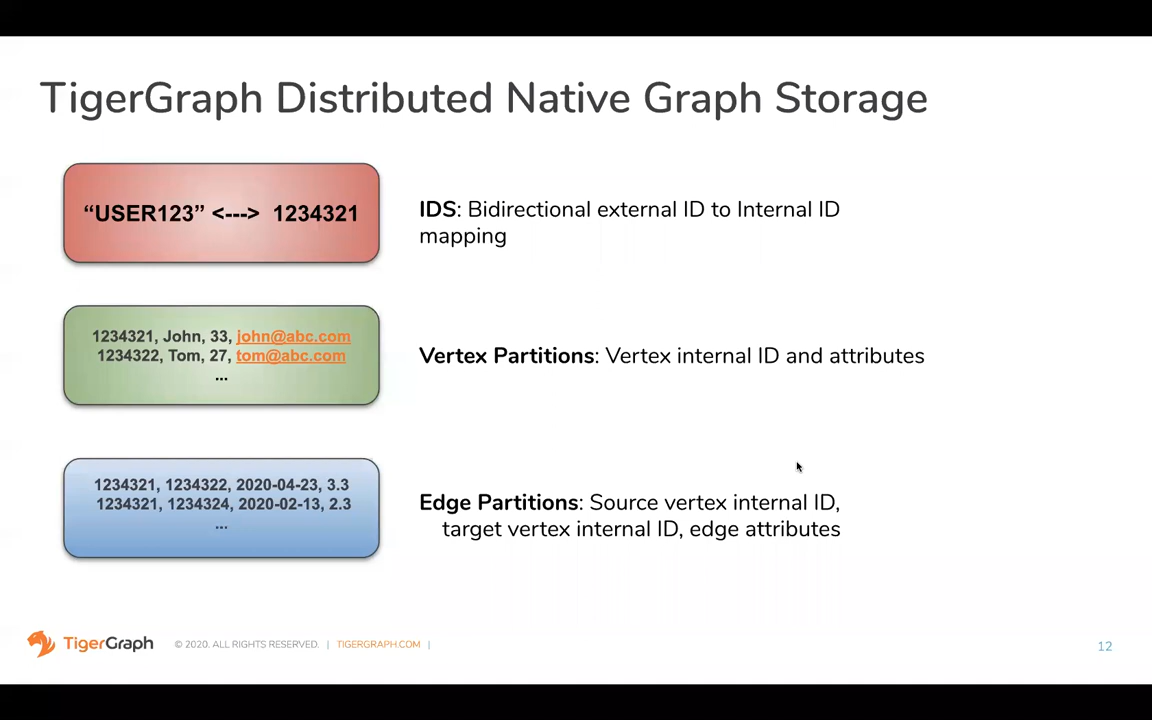 TigerGraph Distributed Native Graph Storage
“USER123” <---> 1234321
IDS: Bidirectional external ID to Internal ID
mapping
1234321, John, 33, john@abc.com
1234322, Tom, 27, tom@abc.com
...
Vertex Partitions: Vertex internal ID and attributes
1234321, 1234322, 2020-04-23, 3.3
1234321, 1234324, 2020-02-13, 2.3
...
Edge Partitions: Source vertex internal ID,
target vertex internal ID, edge attributes
TigerGraph © 2020. ALL RIGHTS RESERVED. | TIGERGRAPH.COM | 12